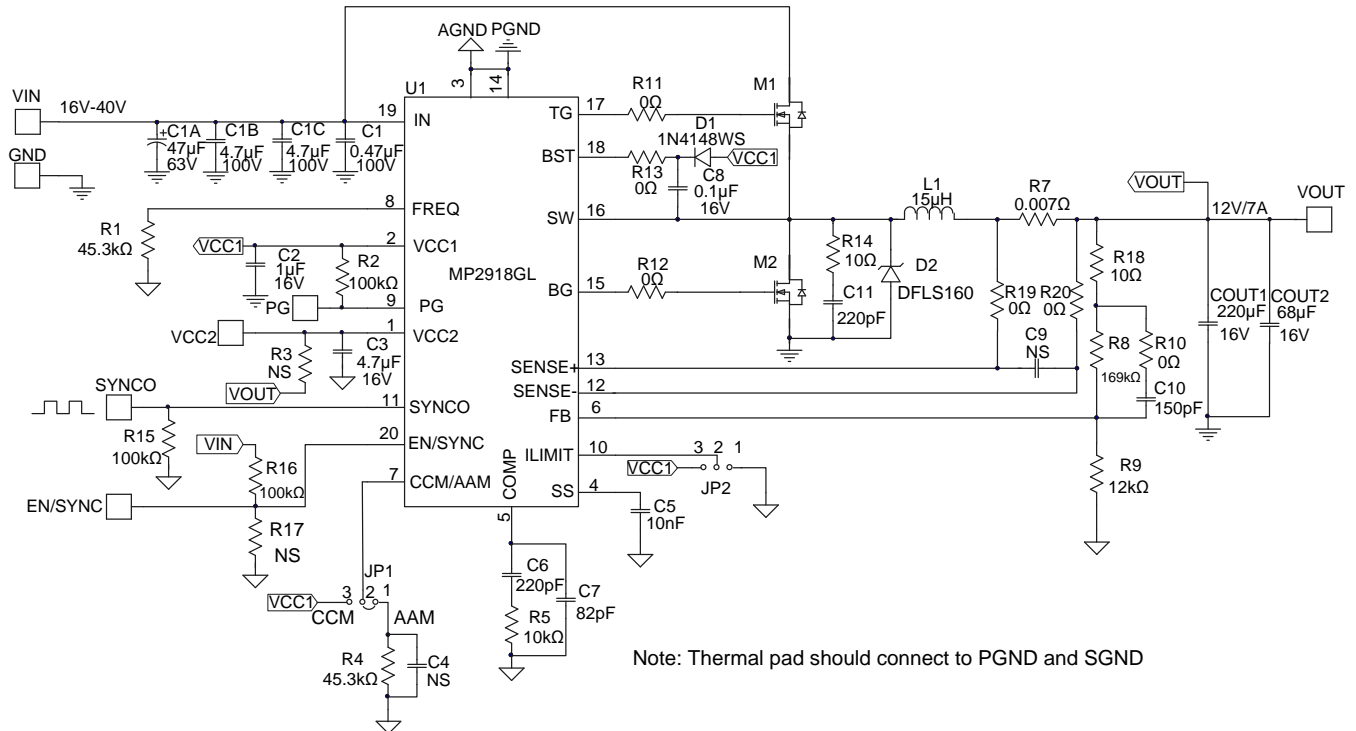 AGND PGND
3
14
U1
VIN
16V-40V
19
IN
+C1A
47µF
63V
C1B
4.7µF
100V
C1C
4.7µF
100V
C1
0.47µF
100V
GND
TG
17
R11
0Ω
M1
BST
18
R13
0Ω
D1
1N4148WS
VCC1
C8
0.1µF
16V
8
FREQ
R1
45.3kΩ
SW
16
L1
15µH
R7
0.007Ω
VOUT
12V/7A
VOUT
VCC1
2
VCC1
C2
1µF
16V
R2
100kΩ
MP2918GL
PG
9
PG
BG
15
R12
0Ω
M2
R14
10Ω
C11
220pF
D2
DFLS160
R19
0Ω
R20
0Ω
R18
10Ω
COUT1
220µF
16V
COUT2
68µF
16V
VCC2
1
VCC2
R3
NS
VOUT
C3
4.7µF
16V
C9
NS
R8
169kΩ
R10
0Ω
C10
150pF
SENSE+
13
SENSE-
12
FB
6
SYNCO
11
SYNCO
R15
100kΩ
VIN
R16
100kΩ
20
EN/SYNC
EN/SYNC
R17
NS
7
CCM/AAM
ILIMIT
10
VCC1
3 2 1
JP2
SS
4
C5
10nF
R9
12kΩ
COMP
5
C6
220pF
R5
10kΩ
C7
82pF
JP1
VCC1
3 2 1
CCM
AAM
R4
45.3kΩ
C4
NS
Note: Thermal pad should connect to PGND and SGND